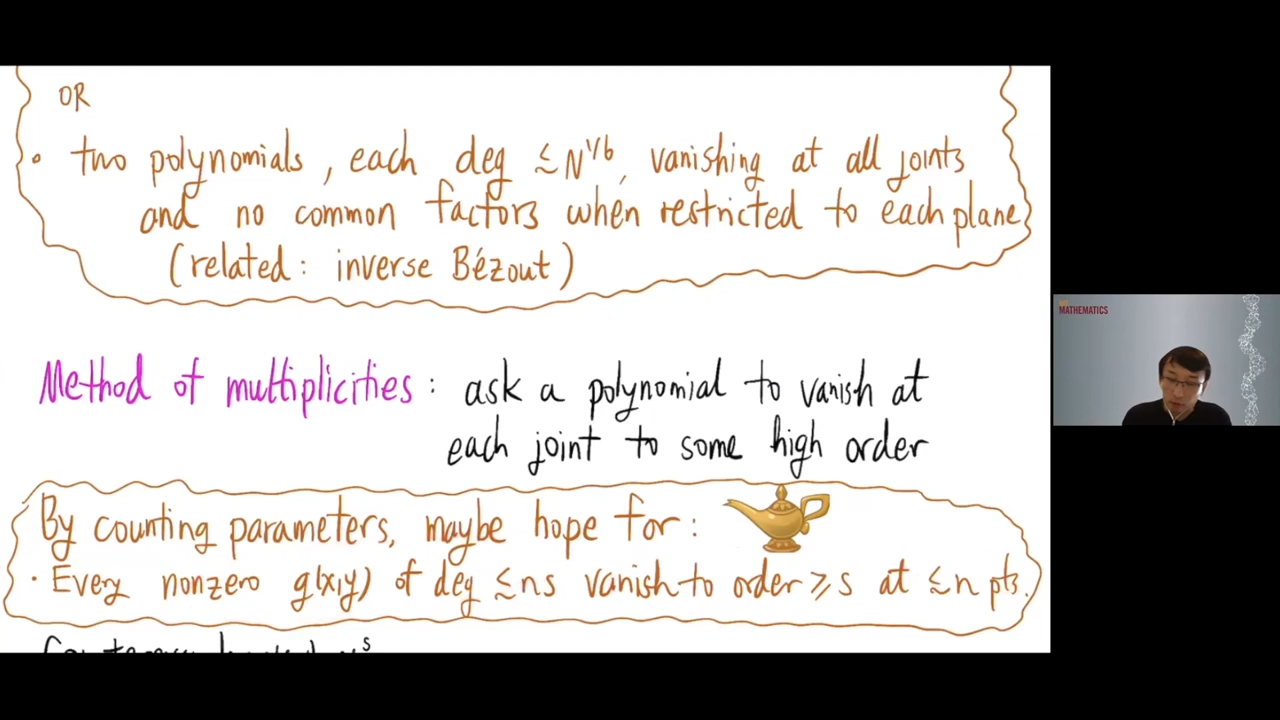 OR
• two polynomials, each deg ≲ N^{1/6}, vanishing at all joints
and no common factors when restricted to each plane
(related: inverse Bézout)
Method of multiplicities: ask a polynomial to vanish at
each joint to some high order
By counting parameters, maybe hope for:
• Every nonzero g(x,y) of deg ≲ ns vanish to order ⩾ s at ≲ n pts.
MATHEMATICS